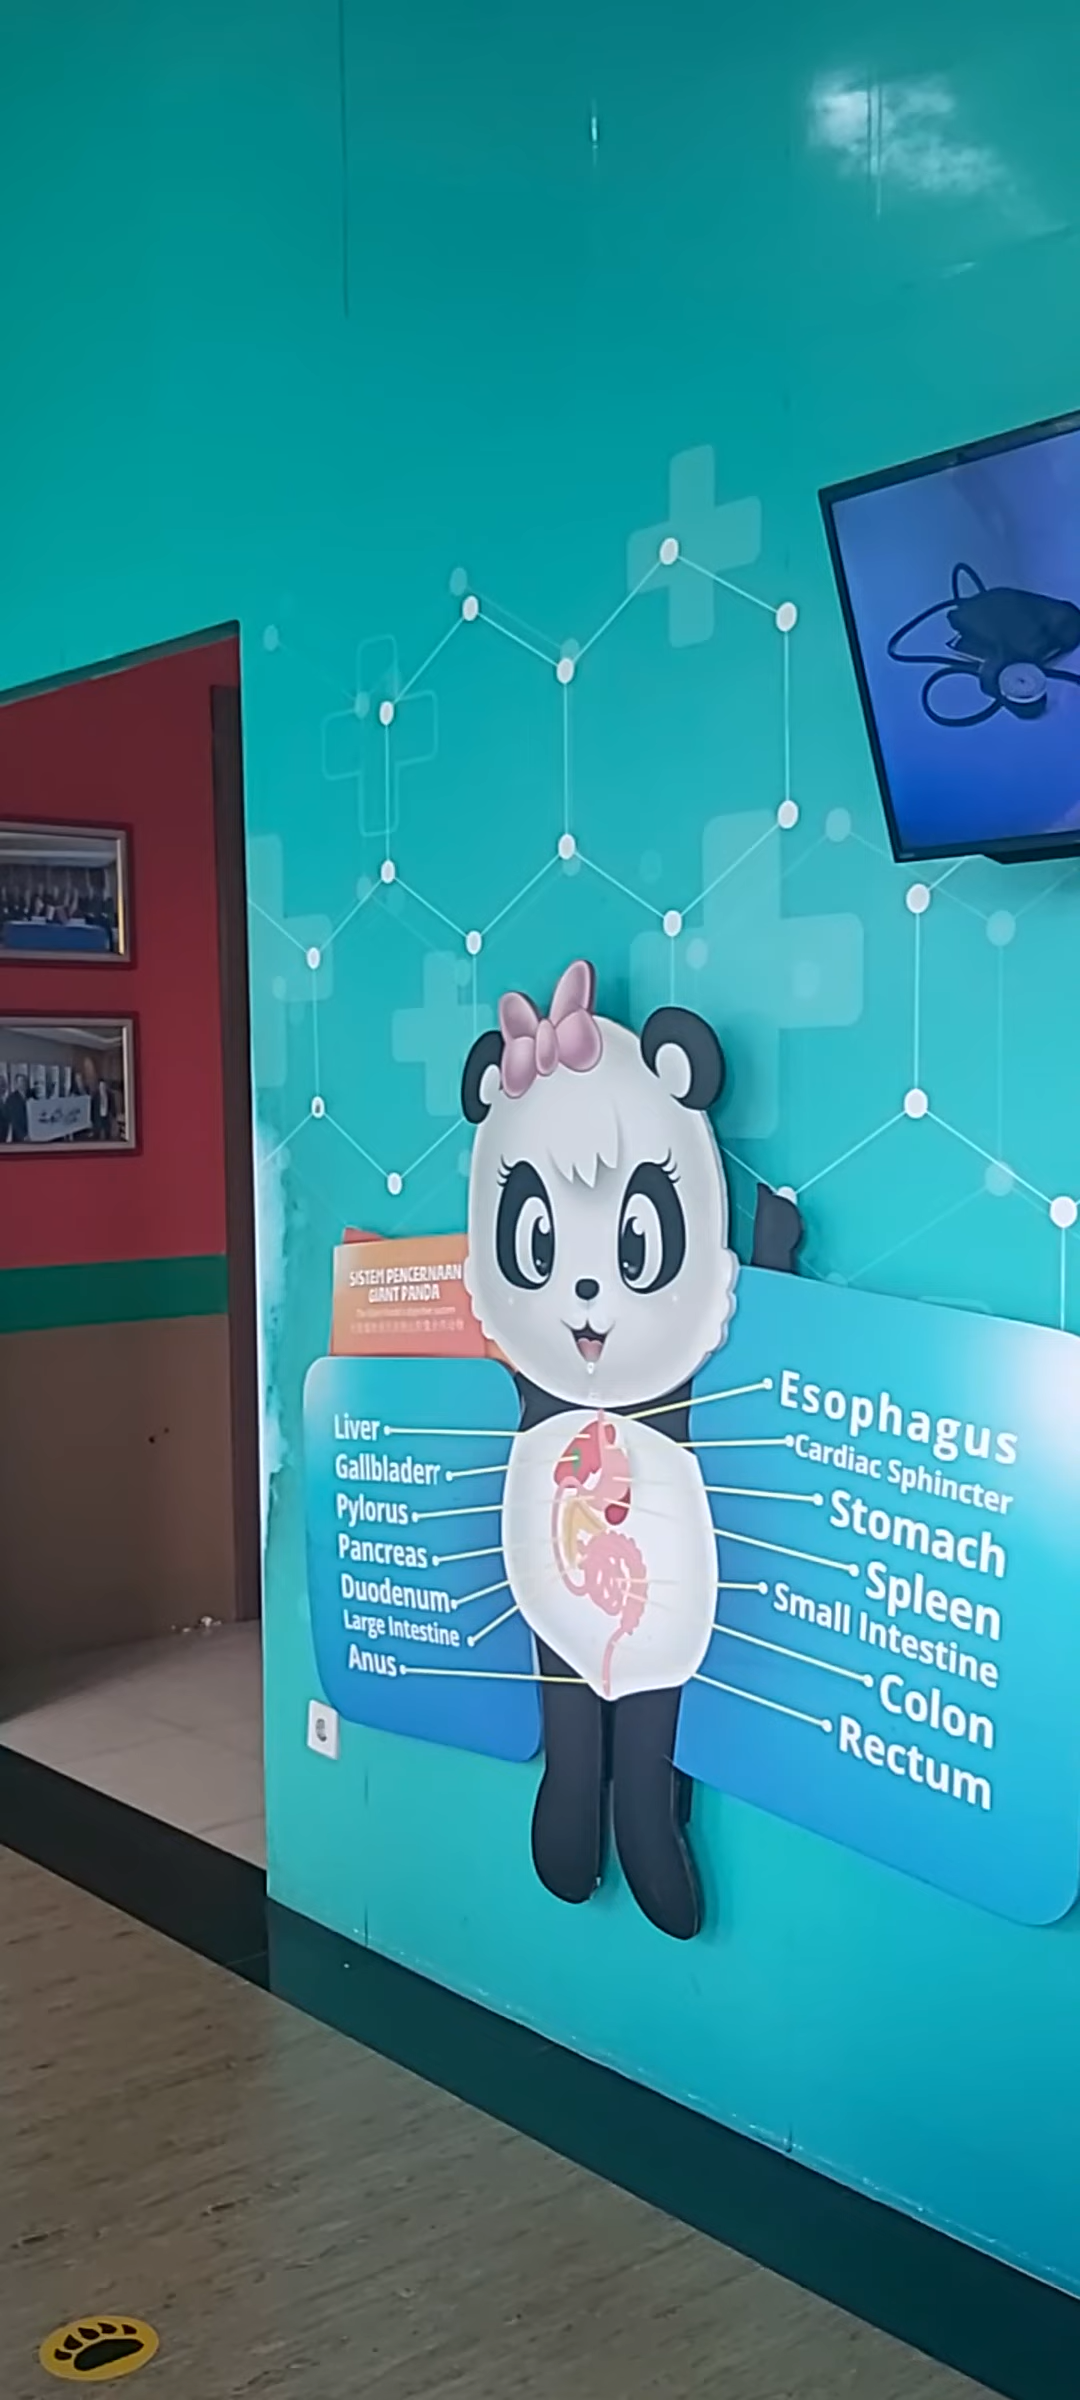 SISTEM PENCERNAAN
GIANT PANDA
Liver
Gallbladerr
Pylorus
Pancreas
Duodenum
Large Intestine
Anus
Esophagus
Cardiac Sphincter
Stomach
Spleen
Small Intestine
Colon
Rectum